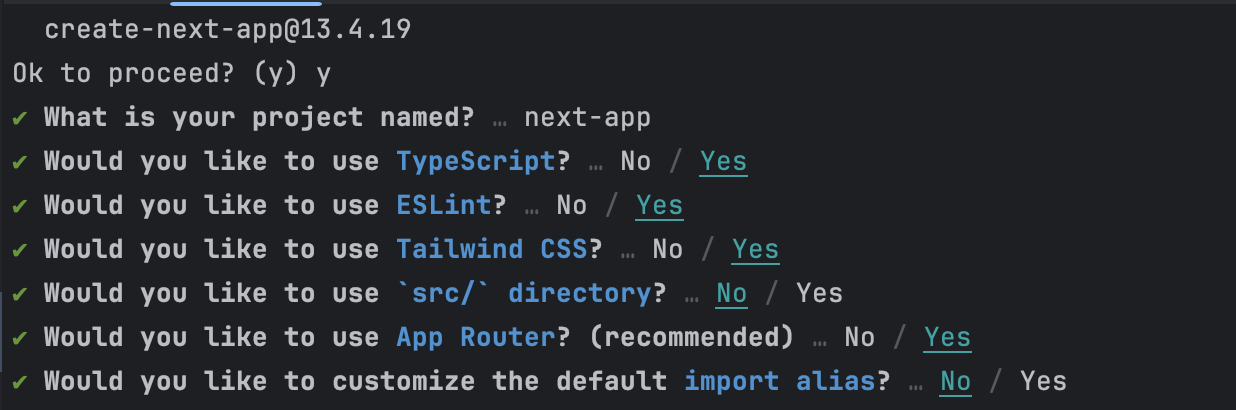 create-next-app@13.4.19
Ok to proceed? (y) y
✔ What is your project named? … next-app
✔ Would you like to use TypeScript? … No / Yes
✔ Would you like to use ESLint? … No / Yes
✔ Would you like to use Tailwind CSS? … No / Yes
✔ Would you like to use `src/` directory? … No / Yes
✔ Would you like to use App Router? (recommended) … No / Yes
✔ Would you like to customize the default import alias? … No / Yes